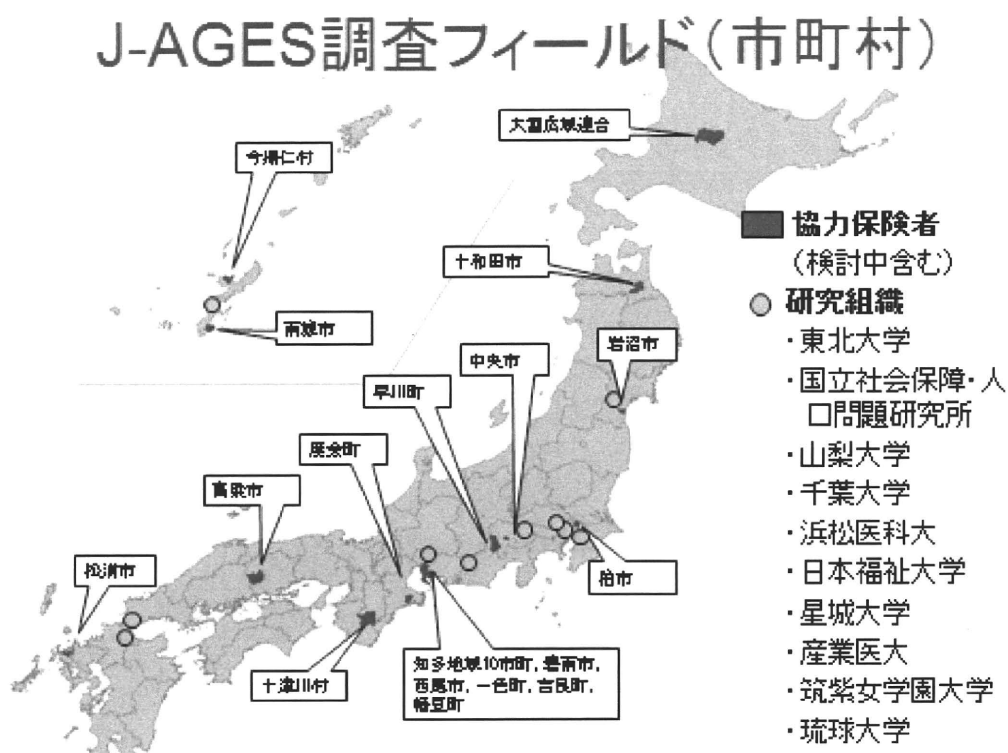 J-AGES調査フィールド(市町村)
大雪広域連合
今帰仁村
十和田市
南城市
岩沼市
中央市
早川町
度会町
高梁市
松浦市
柏市
十津川村
知多地域10市町, 碧南市,
西尾市, 一色町, 吉良町,
幡豆町
協力保険者
(検討中含む)
研究組織
・東北大学
・国立社会保障・人
口問題研究所
・山梨大学
・千葉大学
・浜松医科大
・日本福祉大学
・星城大学
・産業医大
・筑紫女学園大学
・琉球大学